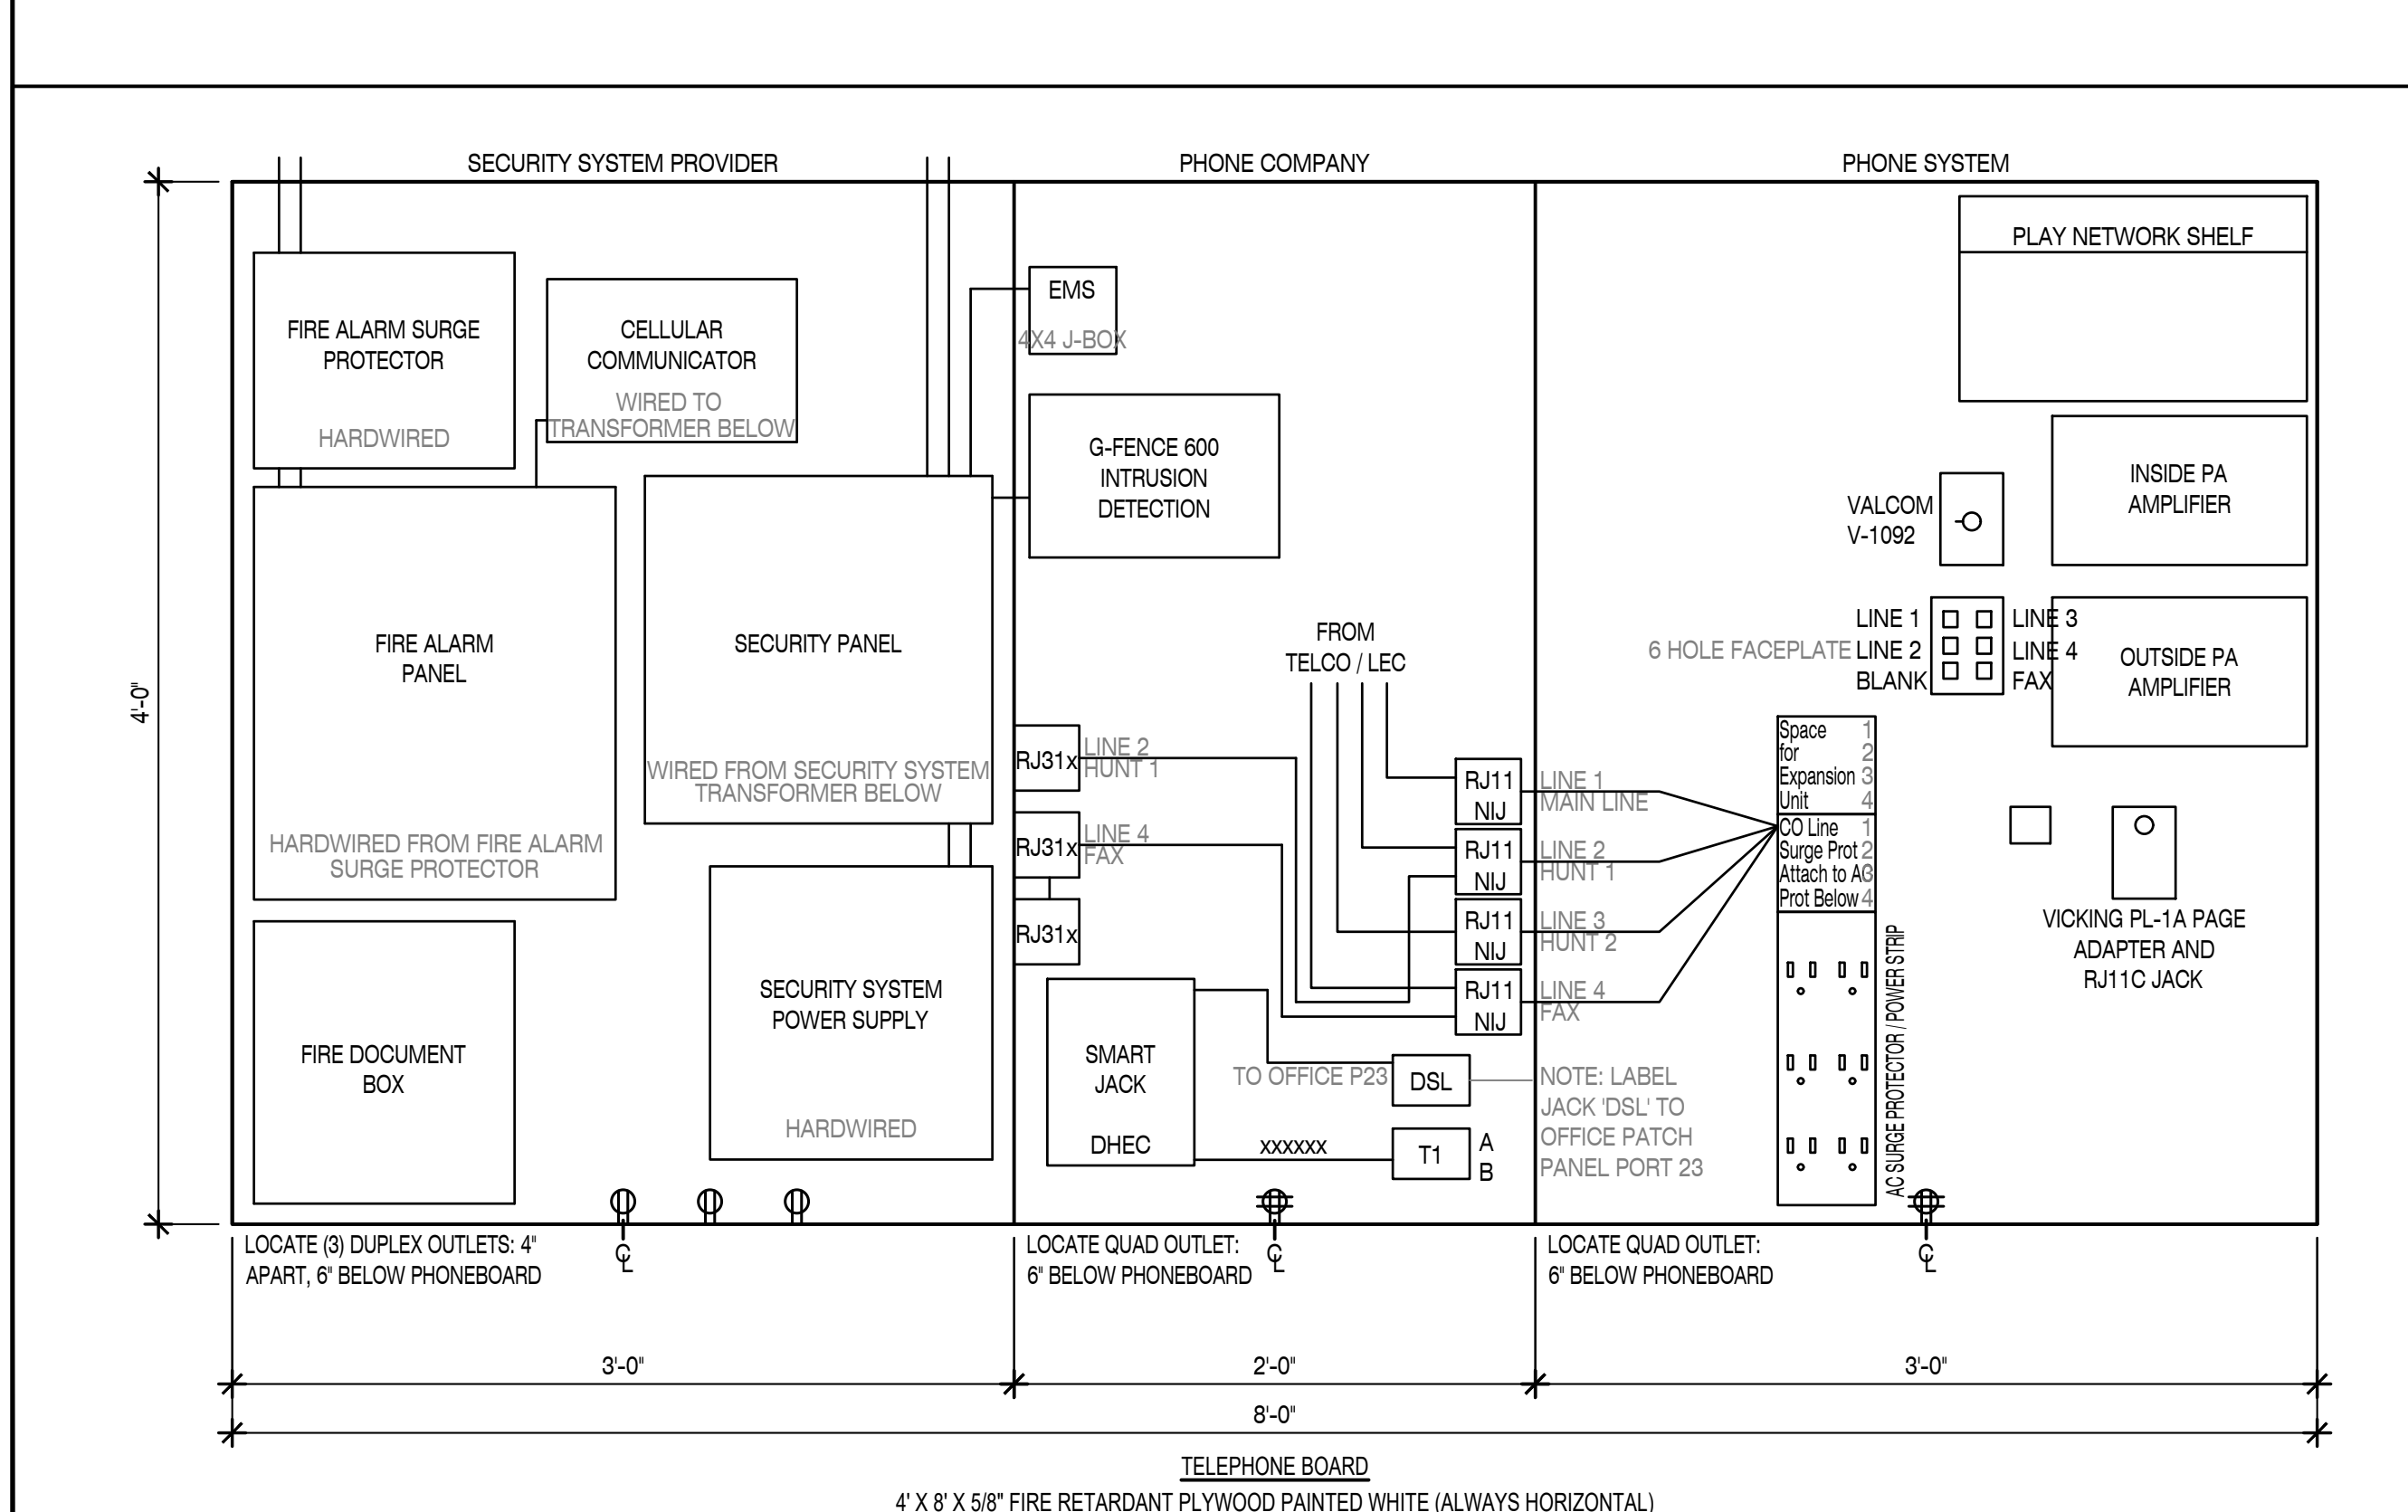 SECURITY SYSTEM PROVIDER
PHONE COMPANY
PHONE SYSTEM
4'-0"
FIRE ALARM SURGE
PROTECTOR
HARDWIRED
CELLULAR
COMMUNICATOR
WIRED TO
TRANSFORMER BELOW
FIRE ALARM
PANEL
HARDWIRED FROM FIRE ALARM
SURGE PROTECTOR
SECURITY PANEL
WIRED FROM SECURITY SYSTEM
TRANSFORMER BELOW
FIRE DOCUMENT
BOX
SECURITY SYSTEM
POWER SUPPLY
HARDWIRED
EMS
4X4 J-BOX
G-FENCE 600
INTRUSION
DETECTION
FROM
TELCO / LEC
RJ31x
LINE 2
HUNT 1
RJ31x
LINE 4
FAX
RJ31x
SMART
JACK
DHEC
RJ11
NIJ
RJ11
NIJ
RJ11
NIJ
RJ11
NIJ
TO OFFICE P23
DSL
xxxxxx
T1
A
B
LINE 1
MAIN LINE
LINE 2
HUNT 1
LINE 3
HUNT 2
LINE 4
FAX
NOTE: LABEL
JACK 'DSL' TO
OFFICE PATCH
PANEL PORT 23
PLAY NETWORK SHELF
INSIDE PA
AMPLIFIER
VALCOM
V-1092
6 HOLE FACEPLATE
LINE 1
LINE 2
BLANK
LINE 3
LINE 4
FAX
OUTSIDE PA
AMPLIFIER
Space 1
for 2
Expansion 3
Unit 4
CO Line 1
Surge Prot 2
Attach to AC 3
Prot Below 4
AC SURGE PROTECTOR / POWER STRIP
VICKING PL-1A PAGE
ADAPTER AND
RJ11C JACK
LOCATE (3) DUPLEX OUTLETS: 4"
APART, 6" BELOW PHONEBOARD
CL
LOCATE QUAD OUTLET:
6" BELOW PHONEBOARD
CL
LOCATE QUAD OUTLET:
6" BELOW PHONEBOARD
CL
3'-0"
2'-0"
3'-0"
8'-0"
TELEPHONE BOARD
4' X 8' X 5/8" FIRE RETARDANT PLYWOOD PAINTED WHITE (ALWAYS HORIZONTAL)